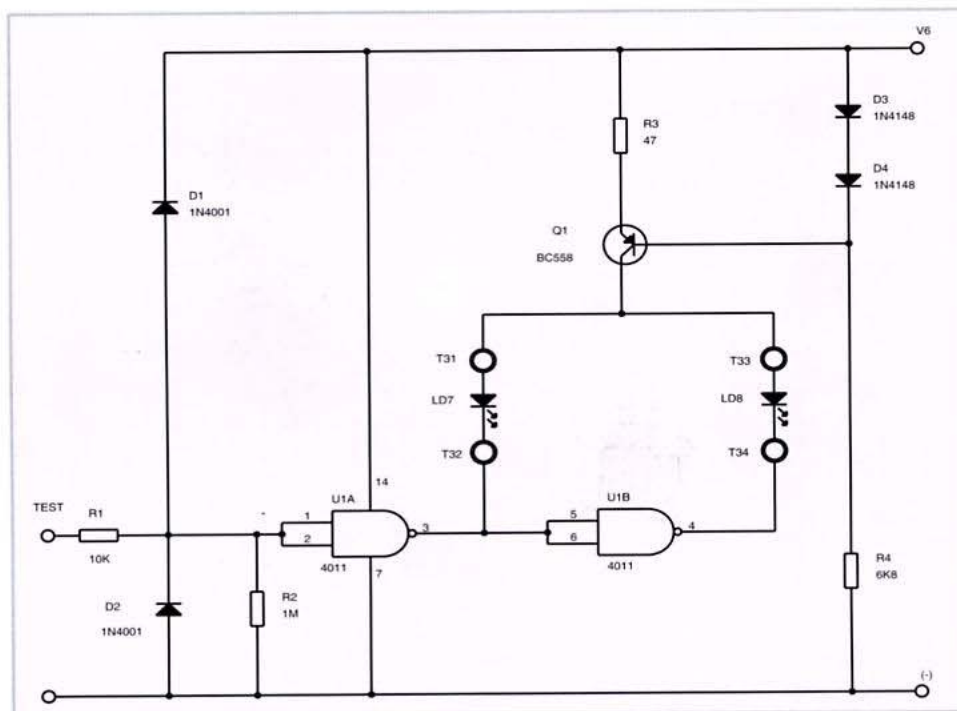 V6
D3
1N4148
R3
47
D4
1N4148
D1
1N4001
Q1
BC558
T31
T33
LD7
LD8
T32
T34
14
U1A
U1B
TEST
R1
1
2
3
5
6
4
10K
4011
7
4011
R4
6K8
D2
1N4001
R2
1M
(-)